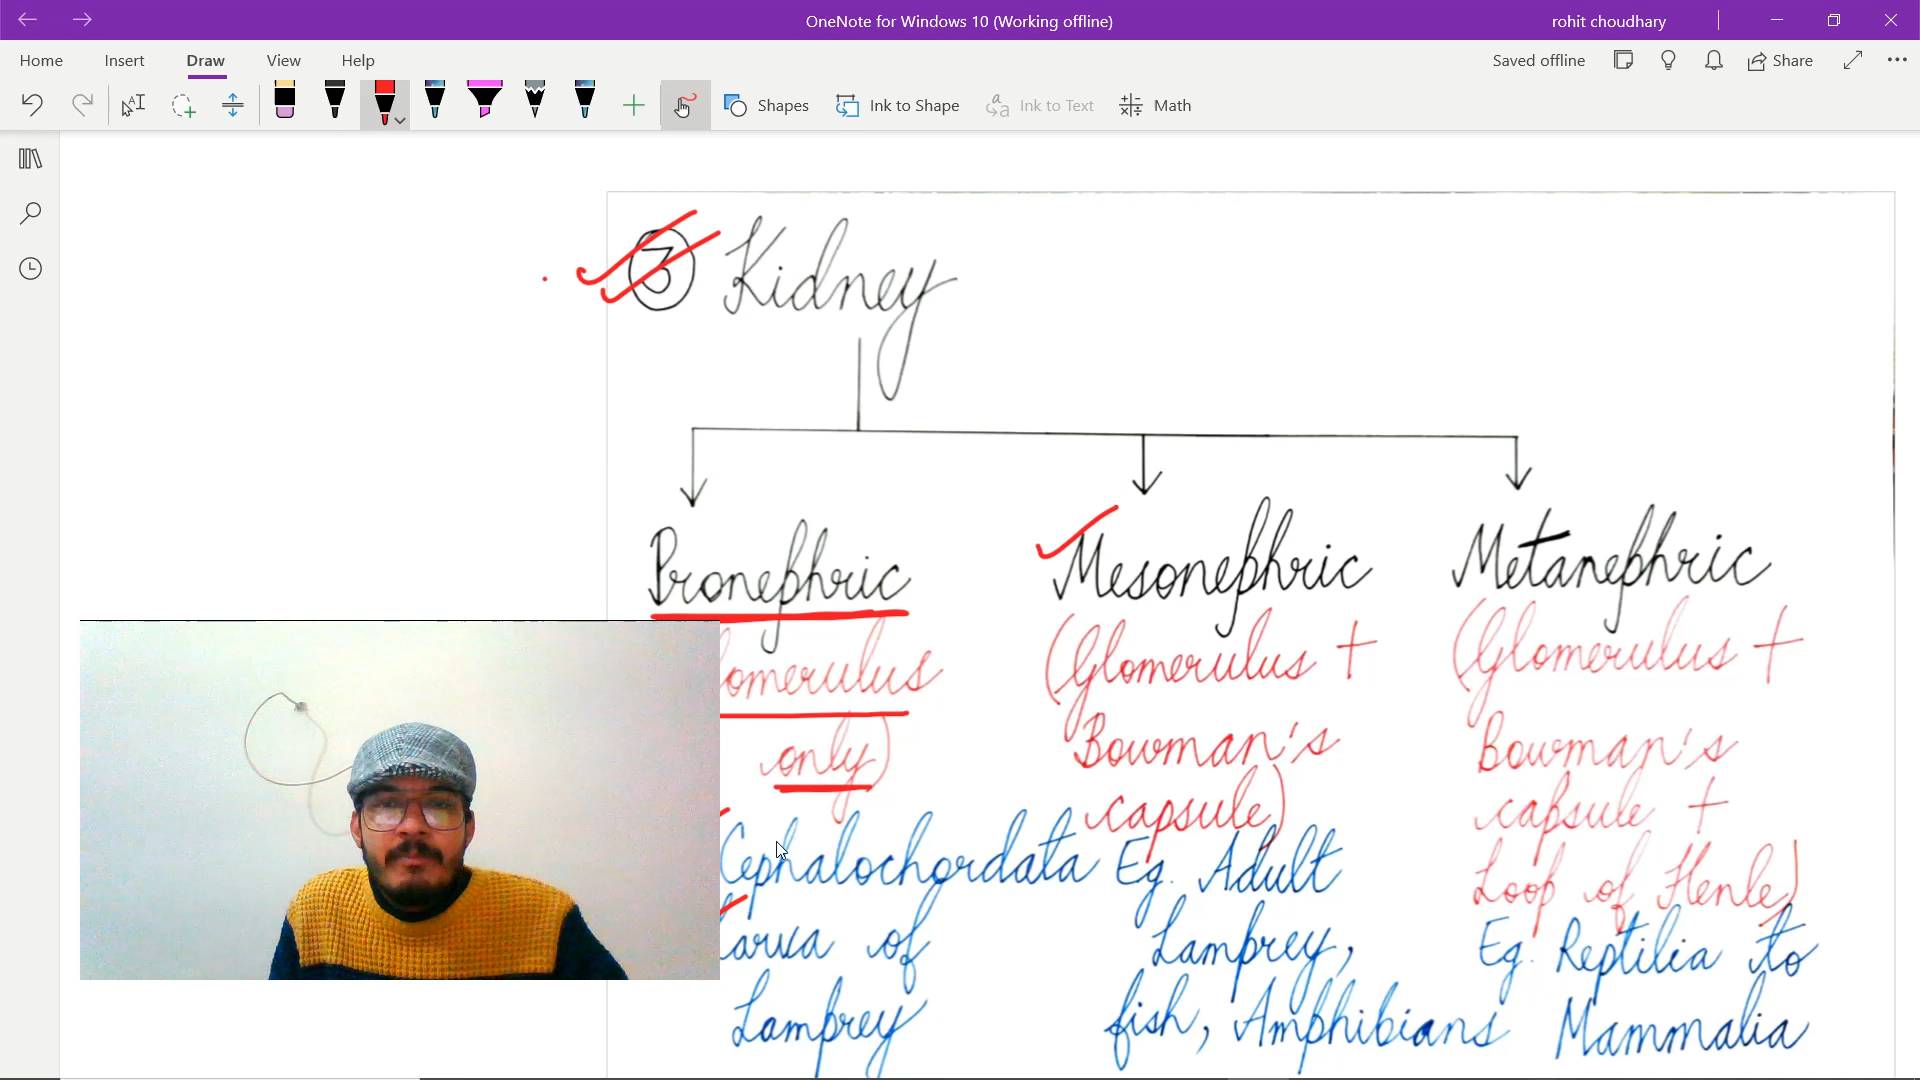 OneNote for Windows 10 (Working offline)
rohit choudhary
Home Insert Draw View Help
Saved offline Share
Shapes Ink to Shape Ink to Text Math
3 Kidney
Pronephric Mesonephric Metanephric
lomerulus (Glomerulus + (Glomerulus +
only) Bowman's Bowman's
capsule) capsule +
Cephalochordata Eg. Adult Loop of Henle)
arva of Lamprey, Eg. Reptilia to
Lamprey fish, Amphibians Mammalia